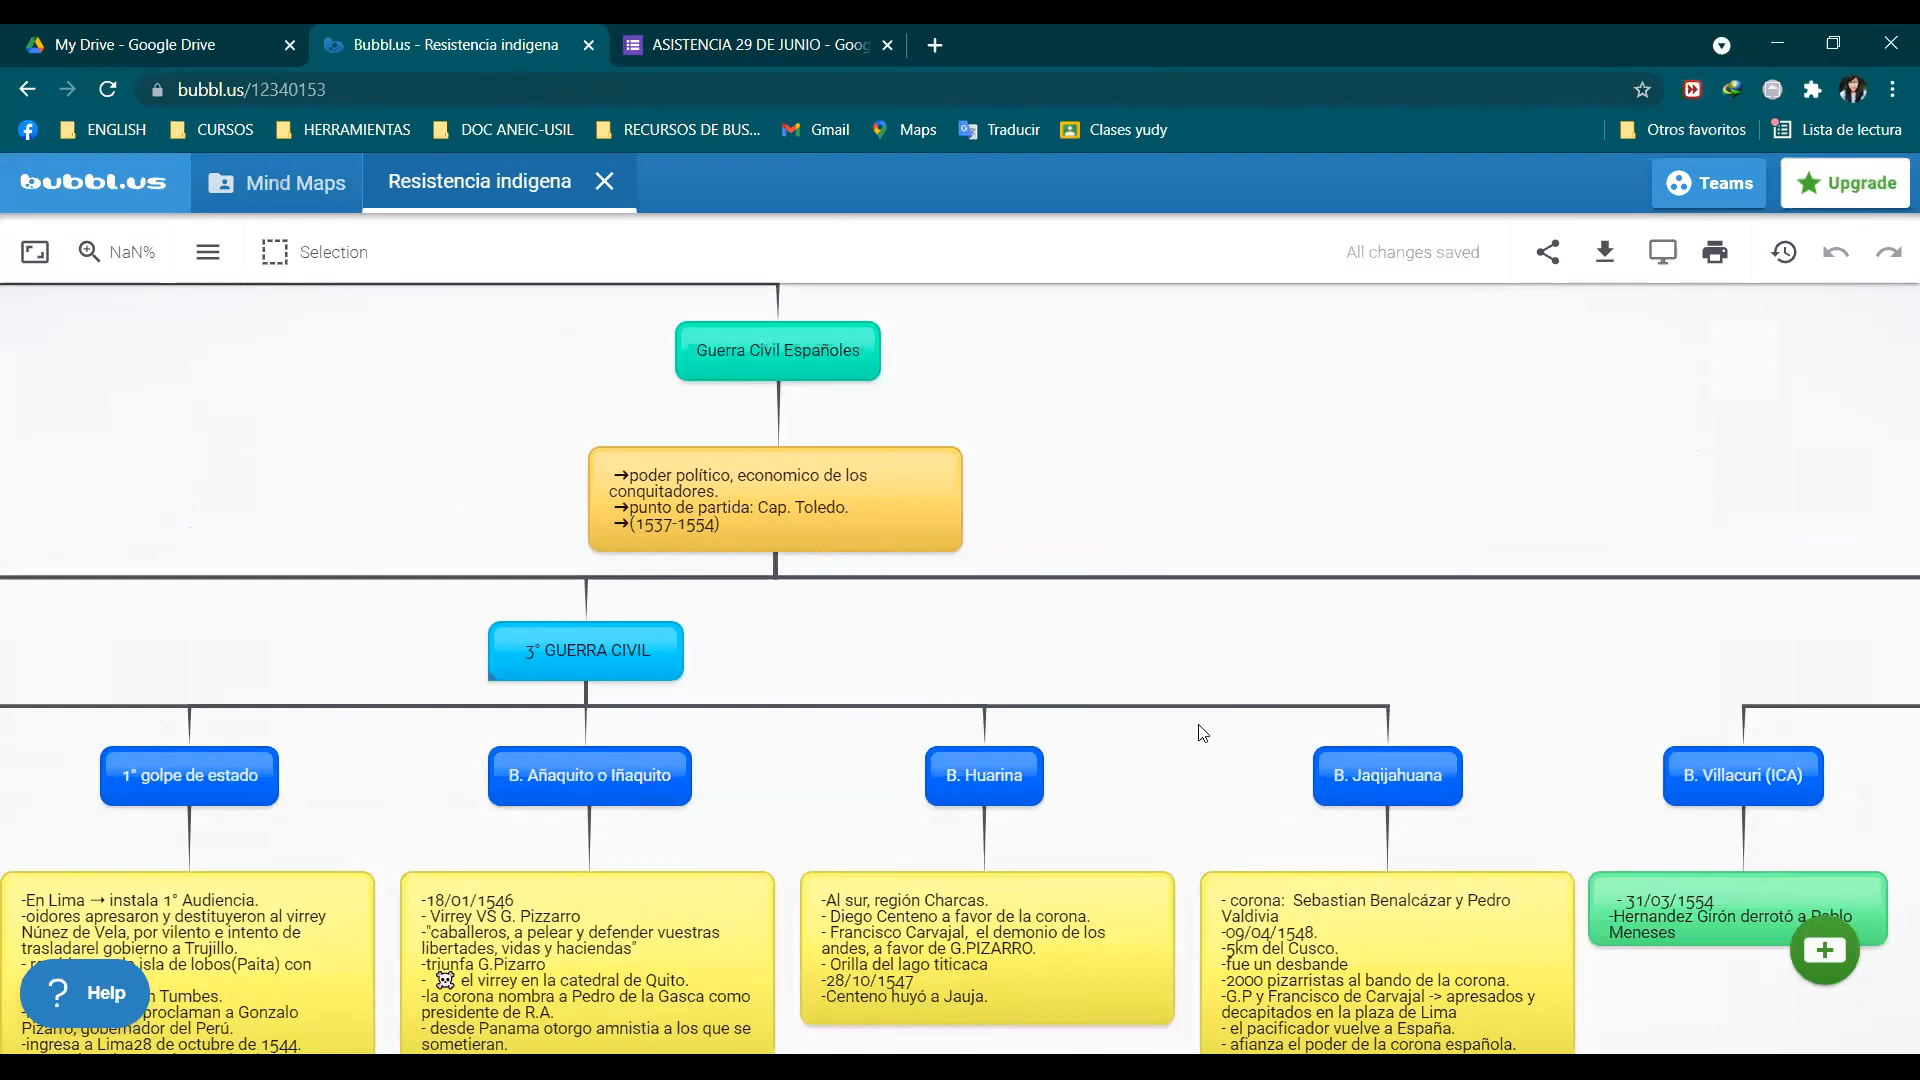 My Drive - Google Drive
Bubbl.us - Resistencia indigena
ASISTENCIA 29 DE JUNIO - Goog
bubbl.us/12340153
ENGLISH
CURSOS
HERRAMIENTAS
DOC ANEIC-USIL
RECURSOS DE BUS...
Gmail
Maps
Traducir
Clases yudy
Otros favoritos
Lista de lectura
bubbl.us
Mind Maps
Resistencia indigena
Teams
Upgrade
NaN%
Selection
All changes saved
Guerra Civil Españoles
→poder político, economico de los
conquitadores.
→punto de partida: Cap. Toledo.
→(1537-1554)
3° GUERRA CIVIL
1° golpe de estado
B. Añaquito o Iñaquito
B. Huarina
B. Jaqijahuana
B. Villacuri (ICA)
-En Lima → instala 1° Audiencia.
-oidores apresaron y destituyeron al virrey
Núnez de Vela, por vilento e intento de
trasladarel gobierno a Trujillo.
isla de lobos(Paita) con
Tumbes.
proclaman a Gonzalo
Pizarro, gobernador del Perú.
-ingresa a Lima28 de octubre de 1544.
-18/01/1546
- Virrey VS G. Pizzarro
-"caballeros, a pelear y defender vuestras
libertades, vidas y haciendas"
-triunfa G.Pizarro
- ☠ el virrey en la catedral de Quito.
-la corona nombra a Pedro de la Gasca como
presidente de R.A.
- desde Panama otorgo amnistia a los que se
sometieran.
-Al sur, región Charcas.
- Diego Centeno a favor de la corona.
- Francisco Carvajal,  el demonio de los
andes, a favor de G.PIZARRO.
- Orilla del lago titicaca
-28/10/1547
-Centeno huyó a Jauja.
- corona:  Sebastian Benalcázar y Pedro
Valdivia
-09/04/1548.
-5km del Cusco.
-fue un desbande
-2000 pizarristas al bando de la corona.
-G.P y Francisco de Carvajal -> apresados y
decapitados en la plaza de Lima
- el pacificador vuelve a España.
- afianza el poder de la corona española.
- 31/03/1554
-Hernandez Girón derrotó a Pablo
Meneses
? Help